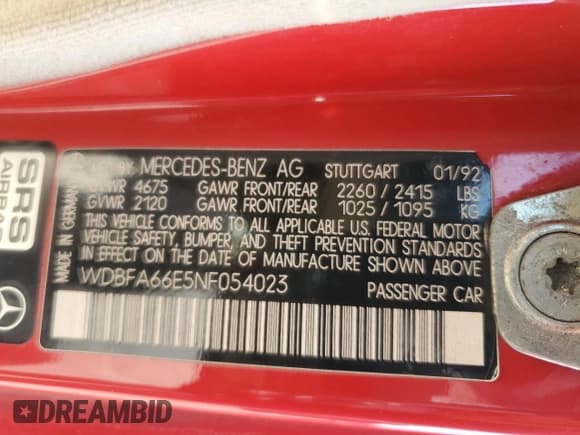 SRS
AIRBAG
MADE IN GERMANY
BY MERCEDES-BENZ AG STUTTGART 01/92
GVWR 4675 GAWR FRONT/REAR 2260 / 2415 LBS
GVWR 2120 GAWR FRONT/REAR 1025 / 1095 KG
THIS VEHICLE CONFORMS TO ALL APPLICABLE U.S. FEDERAL MOTOR
VEHICLE SAFETY, BUMPER, AND THEFT PREVENTION STANDARDS
IN EFFECT ON THE DATE OF MANUFACTURE SHOWN ABOVE
WDBFA66E5NF054023 PASSENGER CAR
DREAMBID